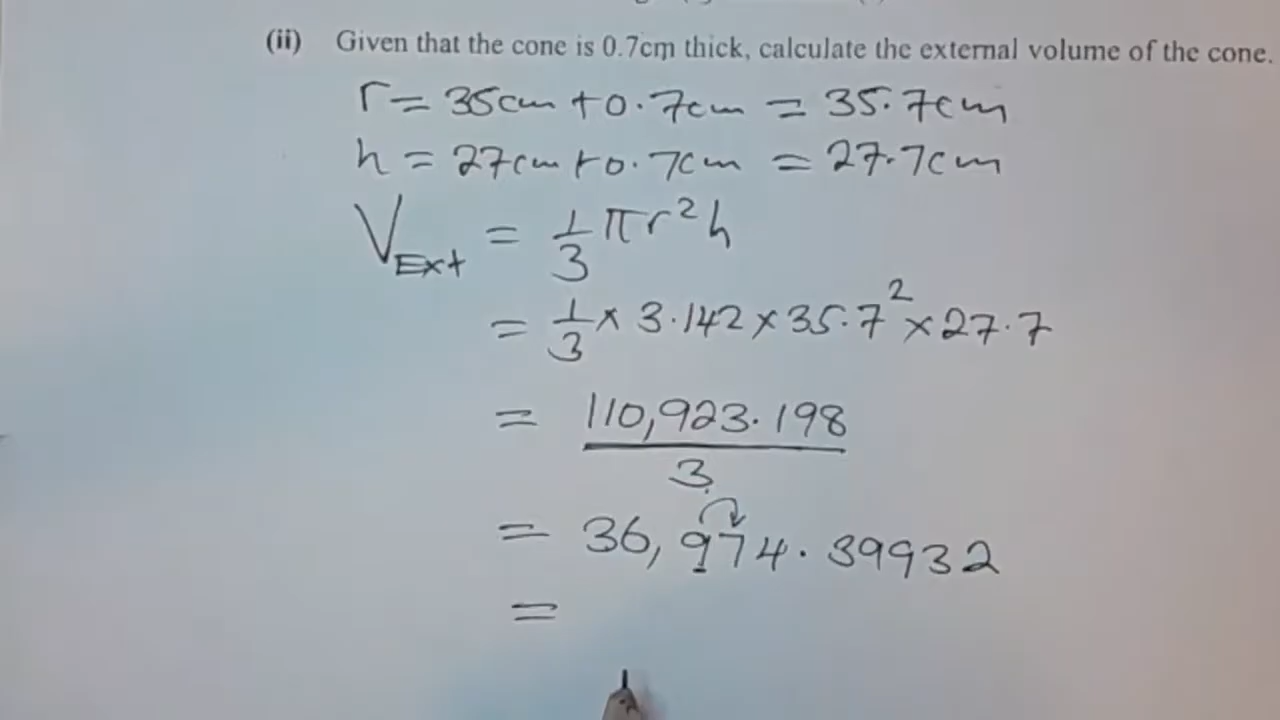 (ii) Given that the cone is 0.7cm thick, calculate the external volume of the cone.
r = 35cm + 0.7cm = 35.7cm
h = 27cm + 0.7cm = 27.7cm
V_Ext = 1/3 πr²h
= 1/3 × 3.142 × 35.7² × 27.7
= 110,923.198 / 3
= 36,974.39932
=